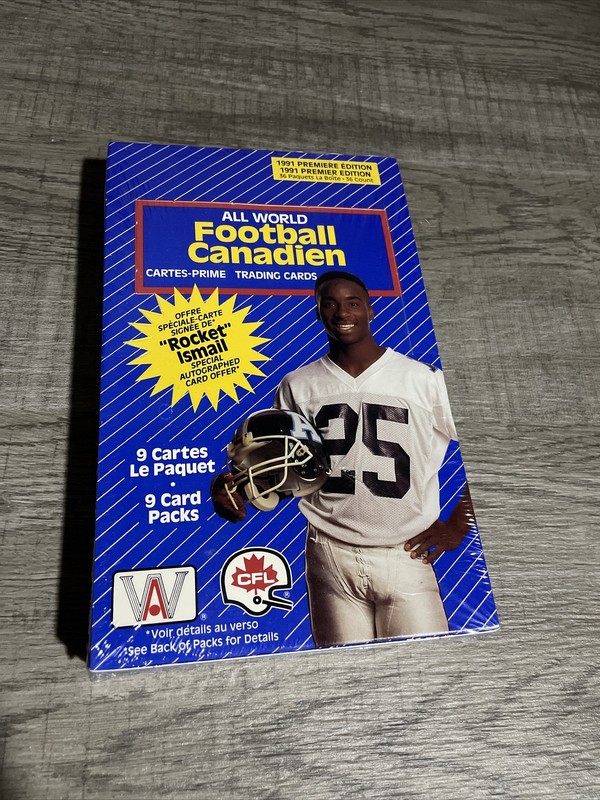 1991 PREMIERE ÉDITION
1991 PREMIER EDITION
36 Paquets La Boîte • 36 Count
ALL WORLD
Football
Canadien
CARTES-PRIME TRADING CARDS
OFFRE
SPÉCIALE-CARTE
SIGNÉE DE*
"Rocket"
Ismail
SPECIAL
AUTOGRAPHED
CARD OFFER*
25
9 Cartes
Le Paquet
•
9 Card
Packs
AW
®
CFL
®
*Voir détails au verso
*See Back of Packs for Details